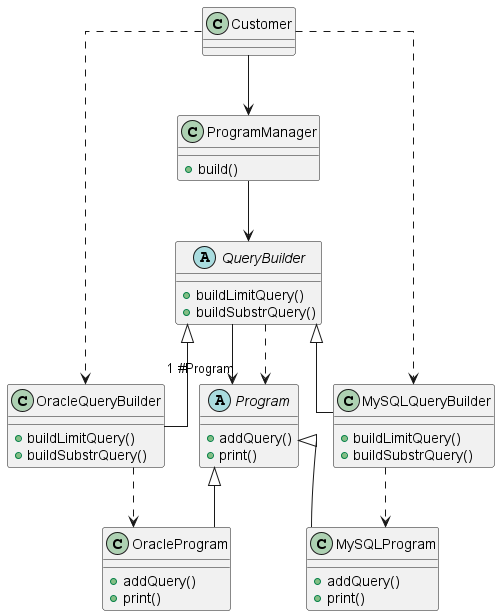 C Customer
C ProgramManager
build()
A QueryBuilder
buildLimitQuery()
buildSubstrQuery()
1 #Program
C OracleQueryBuilder
buildLimitQuery()
buildSubstrQuery()
A Program
addQuery()
print()
C MySQLQueryBuilder
buildLimitQuery()
buildSubstrQuery()
C OracleProgram
addQuery()
print()
C MySQLProgram
addQuery()
print()